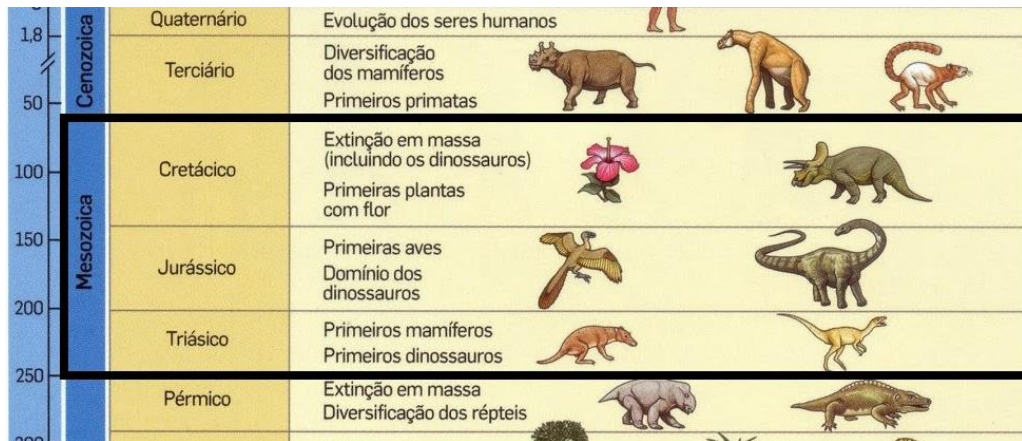 Quaternário
Evolução dos seres humanos
1,8
Cenozoica
Terciário
Diversificação
dos mamíferos
Primeiros primatas
50
Mesozoica
Cretácico
Extinção em massa
(incluindo os dinossauros)
Primeiras plantas
com flor
100
Jurássico
Primeiras aves
Domínio dos
dinossauros
150
200
Triásico
Primeiros mamíferos
Primeiros dinossauros
250
Pérmico
Extinção em massa
Diversificação dos répteis